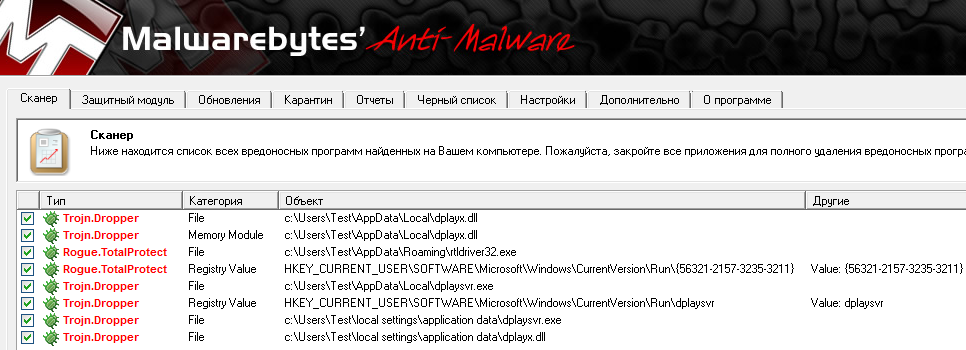 Malwarebytes' Anti-Malware
Сканер Защитный модуль Обновления Карантин Отчеты Черный список Настройки Дополнительно О программе
Сканер
Ниже находится список всех вредоносных программ найденных на Вашем компьютере. Пожалуйста, закройте все приложения для полного удаления вредоносных програ
Тип Категория Объект Другие
Trojn.Dropper File c:\Users\Test\AppData\Local\dplayx.dll
Trojn.Dropper Memory Module c:\Users\Test\AppData\Local\dplayx.dll
Rogue.TotalProtect File c:\Users\Test\AppData\Roaming\rtldriver32.exe
Rogue.TotalProtect Registry Value HKEY_CURRENT_USER\SOFTWARE\Microsoft\Windows\CurrentVersion\Run\{56321-2157-3235-3211} Value: {56321-2157-3235-3211}
Trojn.Dropper File c:\Users\Test\AppData\Local\dplaysvr.exe
Trojn.Dropper Registry Value HKEY_CURRENT_USER\SOFTWARE\Microsoft\Windows\CurrentVersion\Run\dplaysvr Value: dplaysvr
Trojn.Dropper File c:\Users\Test\local settings\application data\dplaysvr.exe
Trojn.Dropper File c:\Users\Test\local settings\application data\dplayx.dll